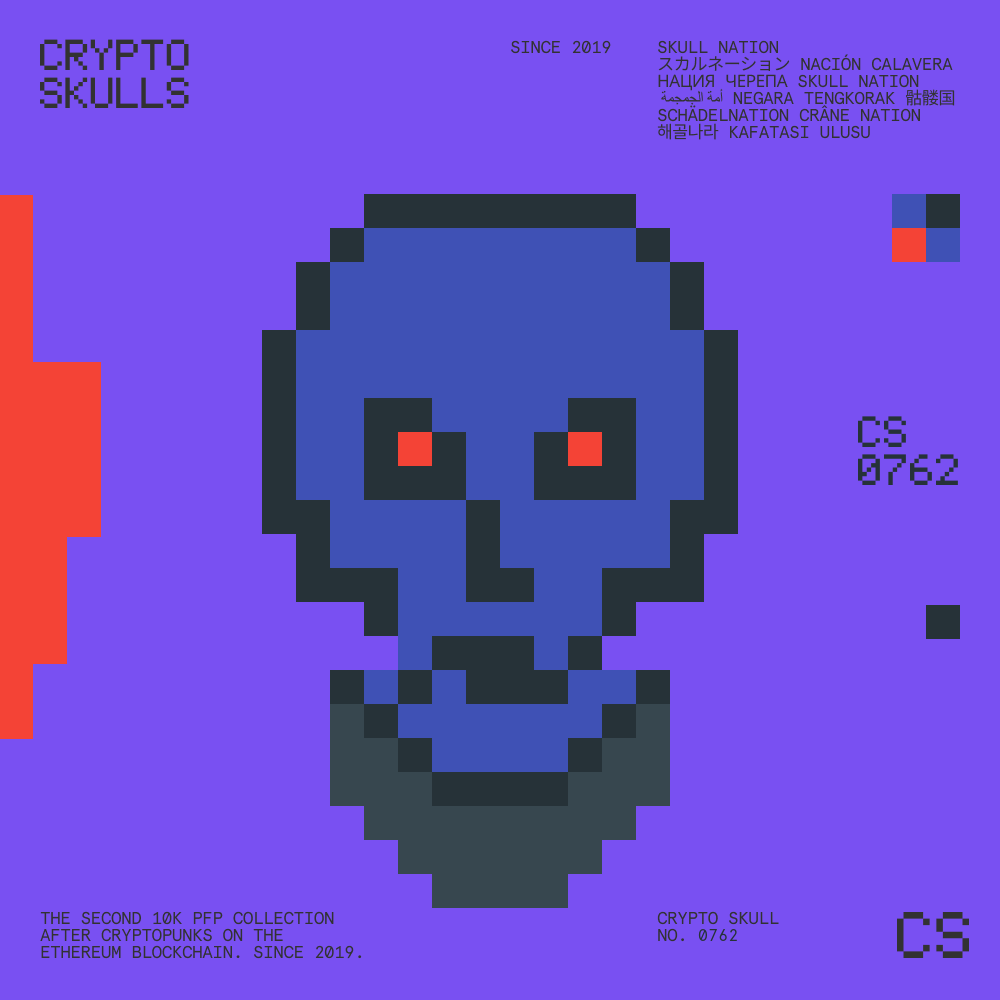 CRYPTO
SKULLS
SINCE 2019
SKULL NATION
スカルネーション NACIÓN CALAVERA
НАЦИЯ ЧЕРЕПА SKULL NATION
أمة الجمجمة NEGARA TENGKORAK 骷髅国
SCHÄDELNATION CRÂNE NATION
해골나라 KAFATASI ULUSU
CS
0762
THE SECOND 10K PFP COLLECTION
AFTER CRYPTOPUNKS ON THE
ETHEREUM BLOCKCHAIN. SINCE 2019.
CRYPTO SKULL
NO. 0762
CS